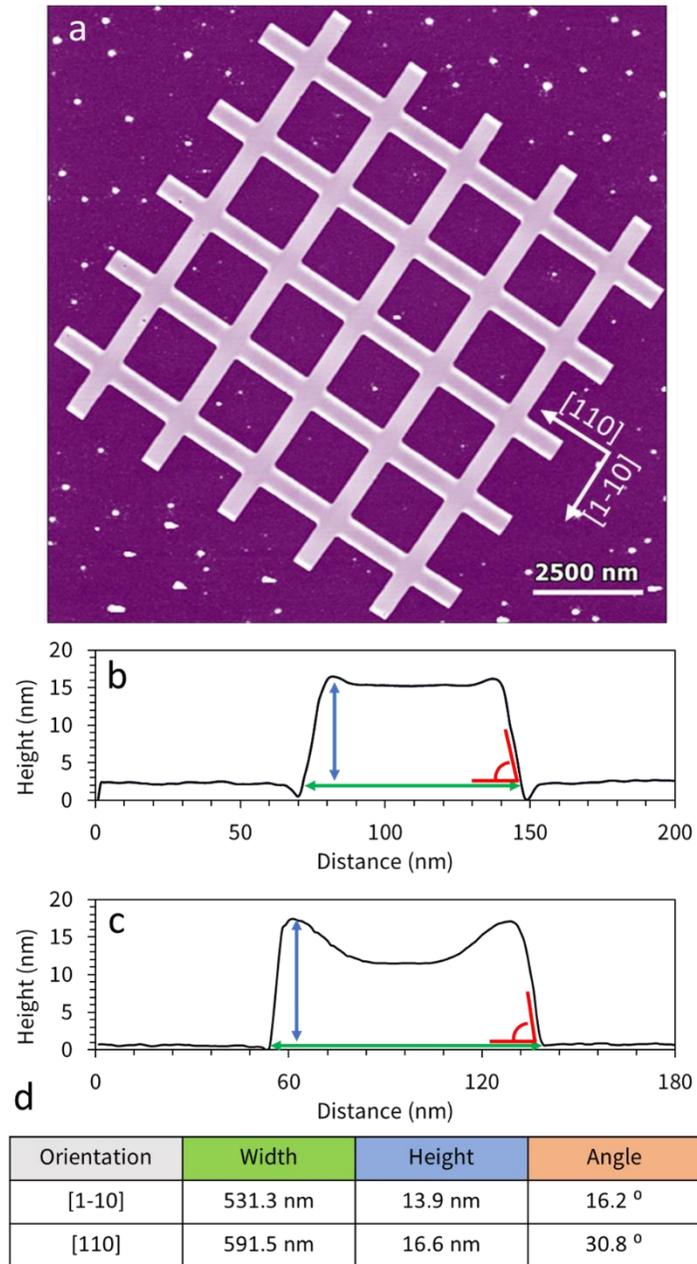 a
[110]
[1-10]
2500 nm
b
Height (nm)
20
15
10
5
0
0 50 100 150 200
Distance (nm)
c
Height (nm)
20
15
10
5
0
0 60 120 180
Distance (nm)
d
Orientation Width Height Angle
[1-10] 531.3 nm 13.9 nm 16.2 º
[110] 591.5 nm 16.6 nm 30.8 º